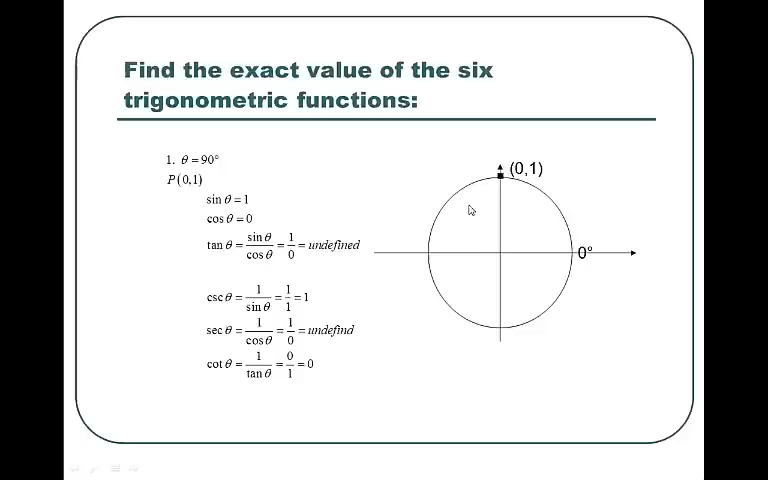 Find the exact value of the six
trigonometric functions:
1. θ = 90°
P(0,1)
sin θ = 1
cos θ = 0
tan θ = sin θ / cos θ = 1/0 = undefined
csc θ = 1 / sin θ = 1/1 = 1
sec θ = 1 / cos θ = 1/0 = undefind
cot θ = 1 / tan θ = 0/1 = 0
(0,1)
0°